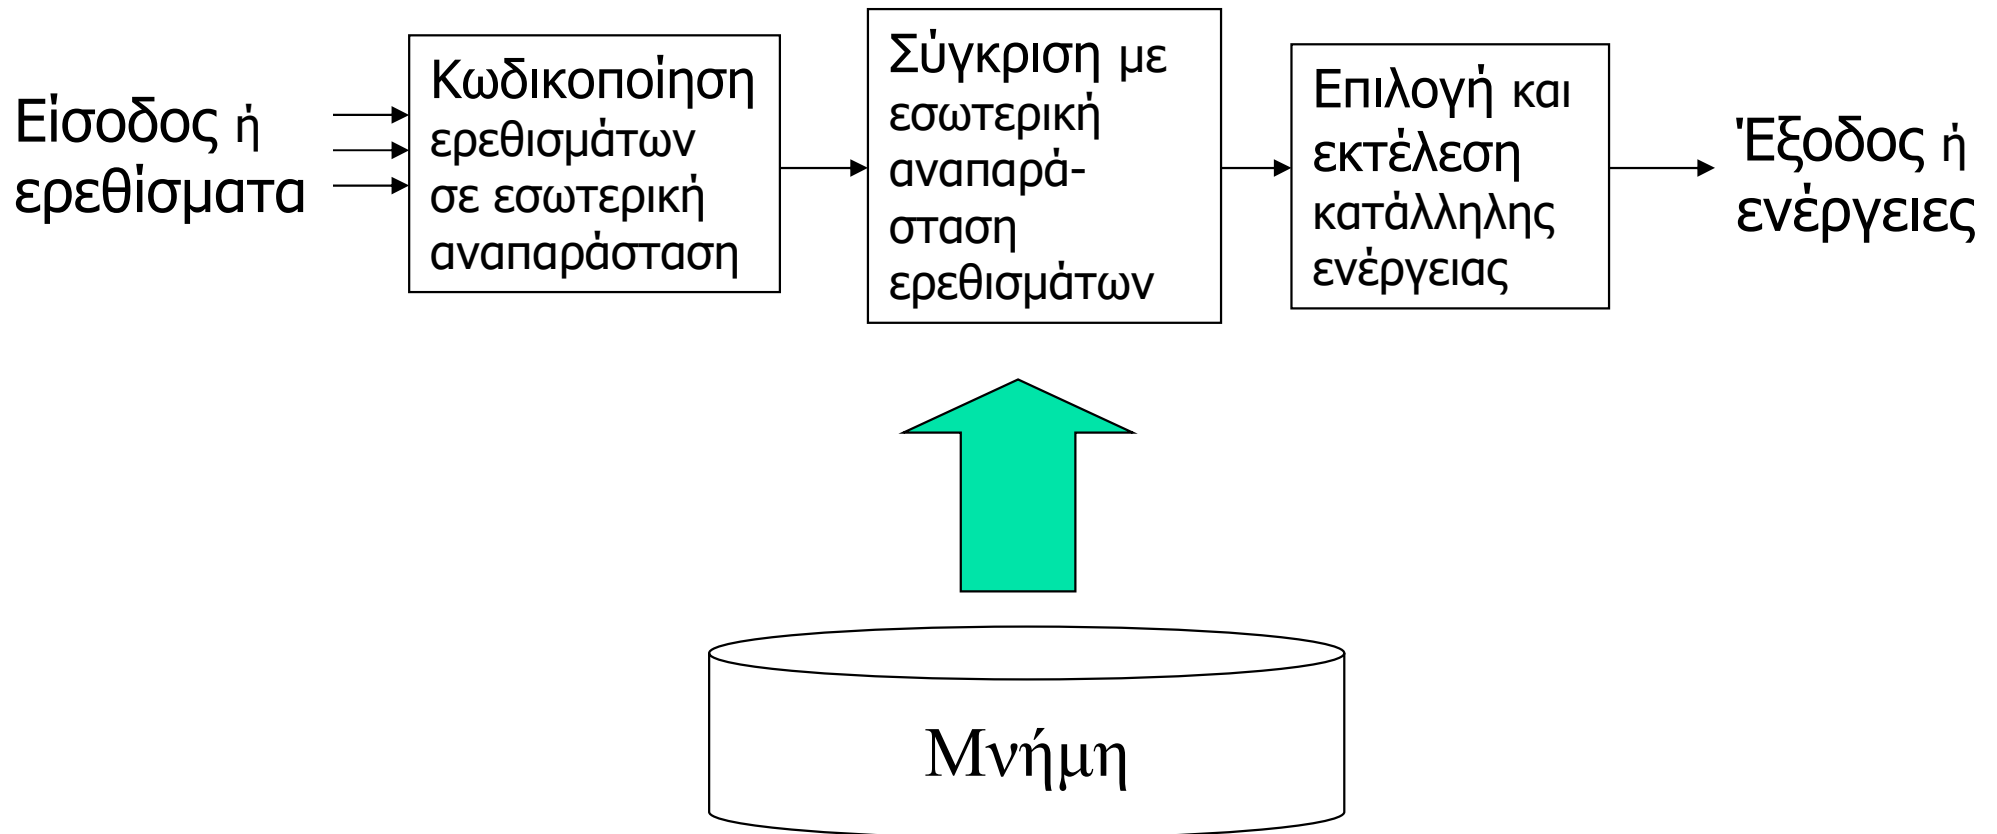 Είσοδος ή
ερεθίσματα
Κωδικοποίηση
ερεθισμάτων
σε εσωτερική
αναπαράσταση
Σύγκριση με
εσωτερική
αναπαρά-
σταση
ερεθισμάτων
Επιλογή και
εκτέλεση
κατάλληλης
ενέργειας
Έξοδος ή
ενέργειες
Μνήμη